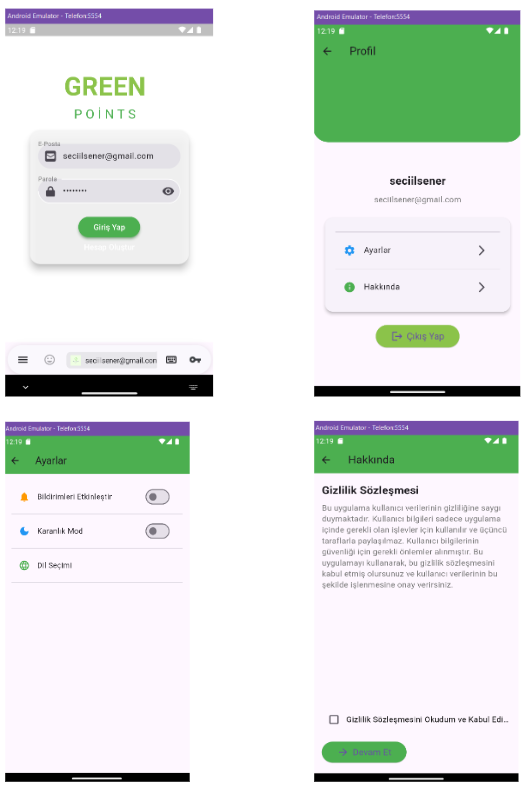 Android Emulator - Telefon:5554
12:19
GREEN
POİNTS
E-Posta
seciilsener@gmail.com
Parola
••••••••
Giriş Yap
Hesap Oluştur
seciilsener@gmail.con
Android Emulator - Telefon:5554
12:19
Profil
seciilsener
seciilsener@gmail.com
Ayarlar
Hakkında
Çıkış Yap
Android Emulator - Telefon:5554
12:19
Ayarlar
Bildirimleri Etkinleştir
Karanlık Mod
Dil Seçimi
Android Emulator - Telefon:5554
12:19
Hakkında
Gizlilik Sözleşmesi
Bu uygulama kullanıcı verilerinin gizliliğine saygı
duymaktadır. Kullanıcı bilgileri sadece uygulama
içinde gerekli olan işlevler için kullanılır ve üçüncü
taraflarla paylaşılmaz. Kullanıcı bilgilerinin
güvenliği için gerekli önlemler alınmıştır. Bu
uygulamayı kullanarak, bu gizlilik sözleşmesini
kabul etmiş olursunuz ve kullanıcı verilerinin bu
şekilde işlenmesine onay verirsiniz.
Gizlilik Sözleşmesini Okudum ve Kabul Edi...
Devam Et